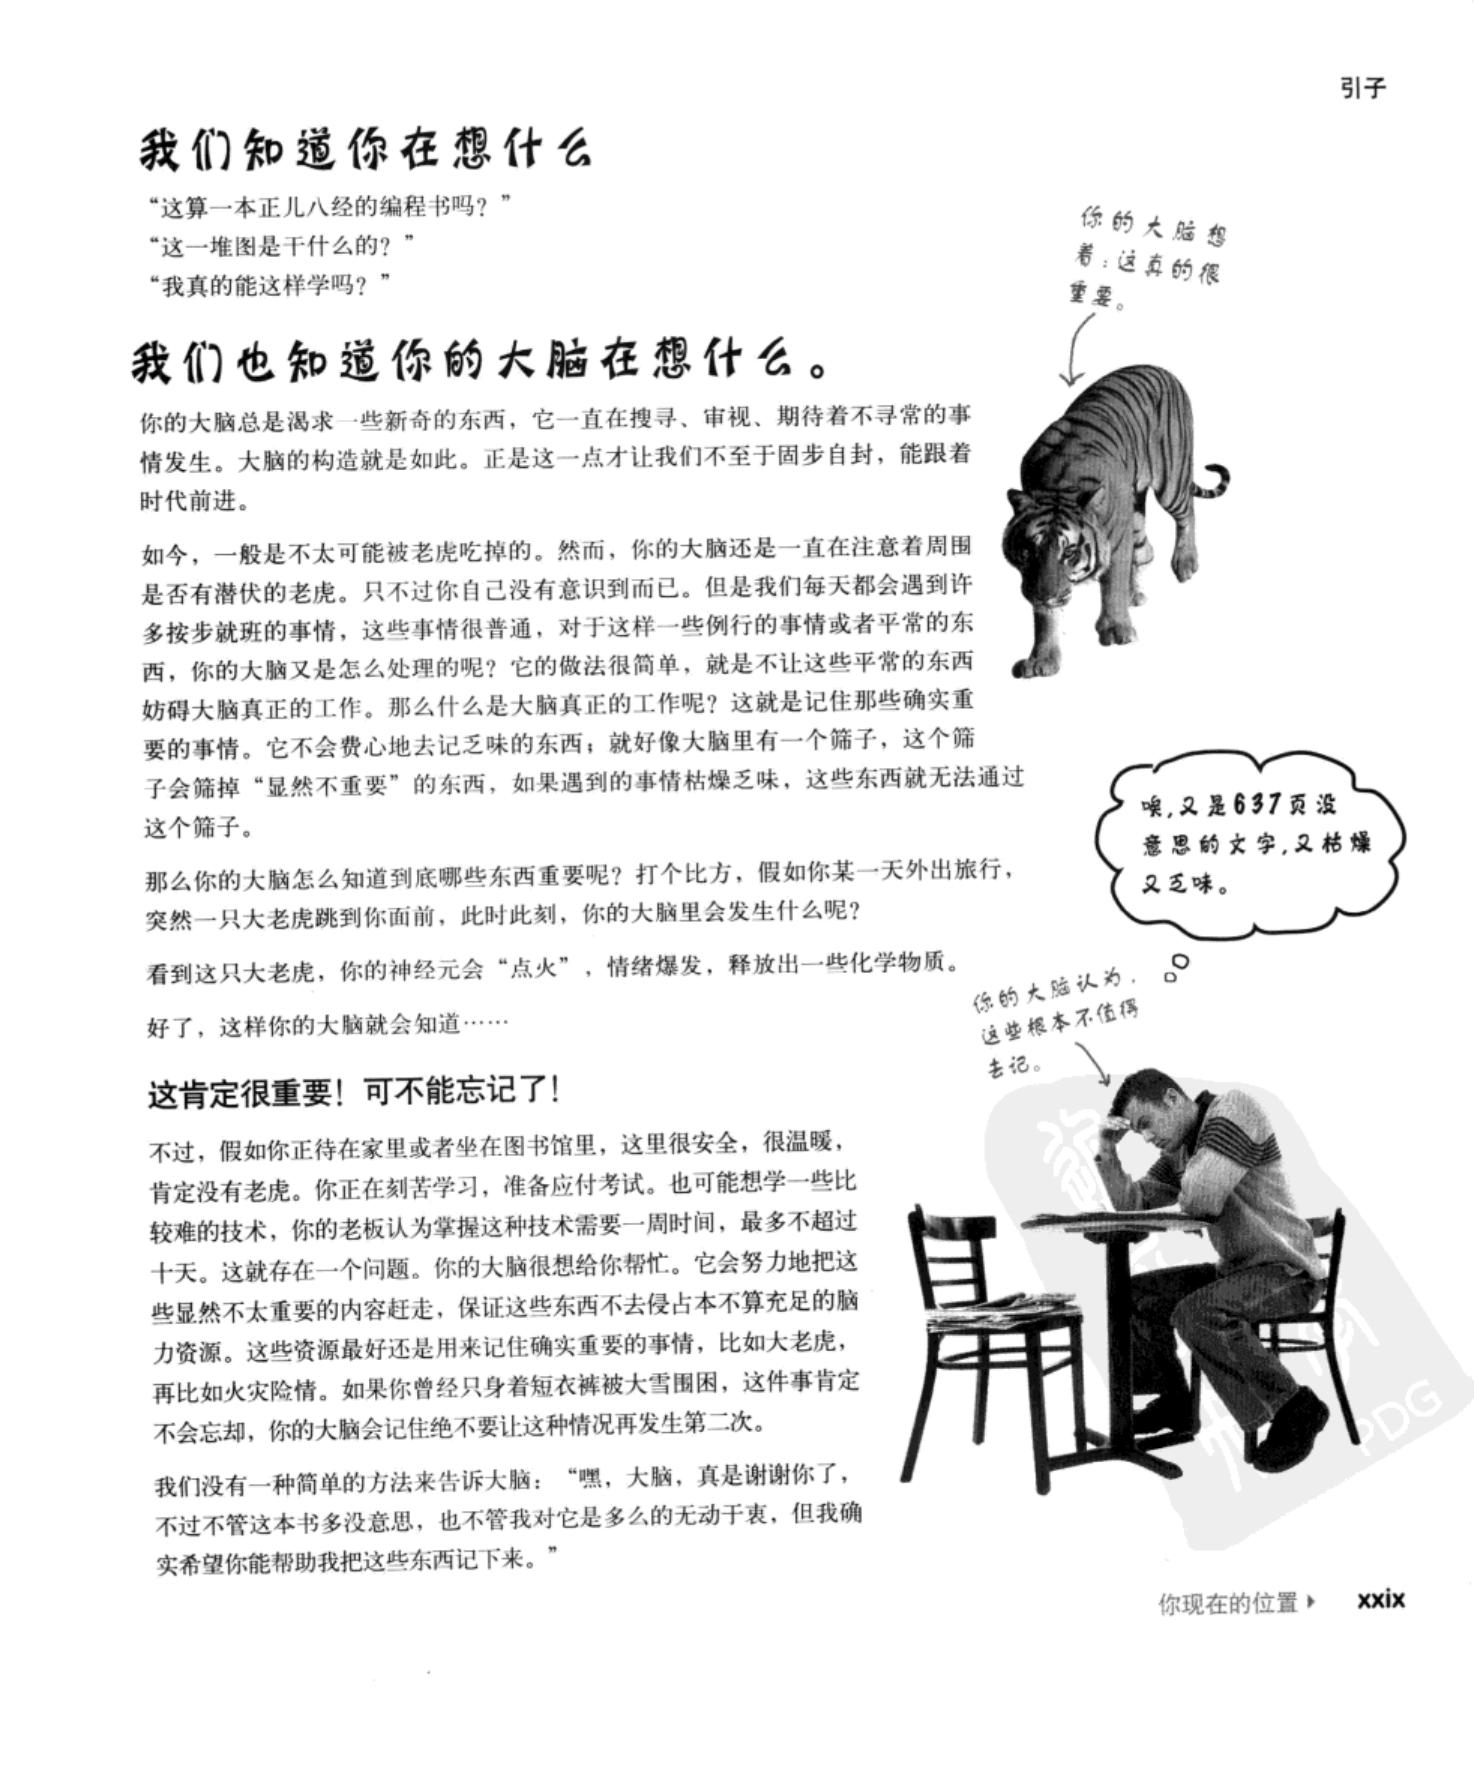 引子
我们知道你在想什么
“这算一本正儿八经的编程书吗？”
“这一堆图是干什么的？”
“我真的能这样学吗？”
你的大脑想
着：这真的很
重要。
我们也知道你的大脑在想什么。
你的大脑总是渴求一些新奇的东西，它一直在搜寻、审视、期待着不寻常的事
情发生。大脑的构造就是如此。正是这一点才让我们不至于固步自封，能跟着
时代前进。
如今，一般是不太可能被老虎吃掉的。然而，你的大脑还是一直在注意着周围
是否有潜伏的老虎。只不过你自己没有意识到而已。但是我们每天都会遇到许
多按步就班的事情，这些事情很普通，对于这样一些例行的事情或者平常的东
西，你的大脑又是怎么处理的呢？它的做法很简单，就是不让这些平常的东西
妨碍大脑真正的工作。那么什么是大脑真正的工作呢？这就是记住那些确实重
要的事情。它不会费心地去记乏味的东西；就好像大脑里有一个筛子，这个筛
子会筛掉“显然不重要”的东西，如果遇到的事情枯燥乏味，这些东西就无法通过
这个筛子。
唉,又是637页没
意思的文字,又枯燥
又乏味。
那么你的大脑怎么知道到底哪些东西重要呢？打个比方，假如你某一天外出旅行，
突然一只大老虎跳到你面前，此时此刻，你的大脑里会发生什么呢？
看到这只大老虎，你的神经元会“点火”，情绪爆发，释放出一些化学物质。
好了，这样你的大脑就会知道……
你的大脑认为，
这些根本不值得
去记。
这肯定很重要！可不能忘记了！
不过，假如你正待在家里或者坐在图书馆里，这里很安全，很温暖，
肯定没有老虎。你正在刻苦学习，准备应付考试。也可能想学一些比
较难的技术，你的老板认为掌握这种技术需要一周时间，最多不超过
十天。这就存在一个问题。你的大脑很想给你帮忙。它会努力地把这
些显然不太重要的内容赶走，保证这些东西不去侵占本不算充足的脑
力资源。这些资源最好还是用来记住确实重要的事情，比如大老虎，
再比如火灾险情。如果你曾经只身着短衣裤被大雪围困，这件事肯定
不会忘却，你的大脑会记住绝不要让这种情况再发生第二次。
我们没有一种简单的方法来告诉大脑：“嘿，大脑，真是谢谢你了，
不过不管这本书多没意思，也不管我对它是多么的无动于衷，但我确
实希望你能帮助我把这些东西记下来。”
PDG
你现在的位置 ▸ xxix